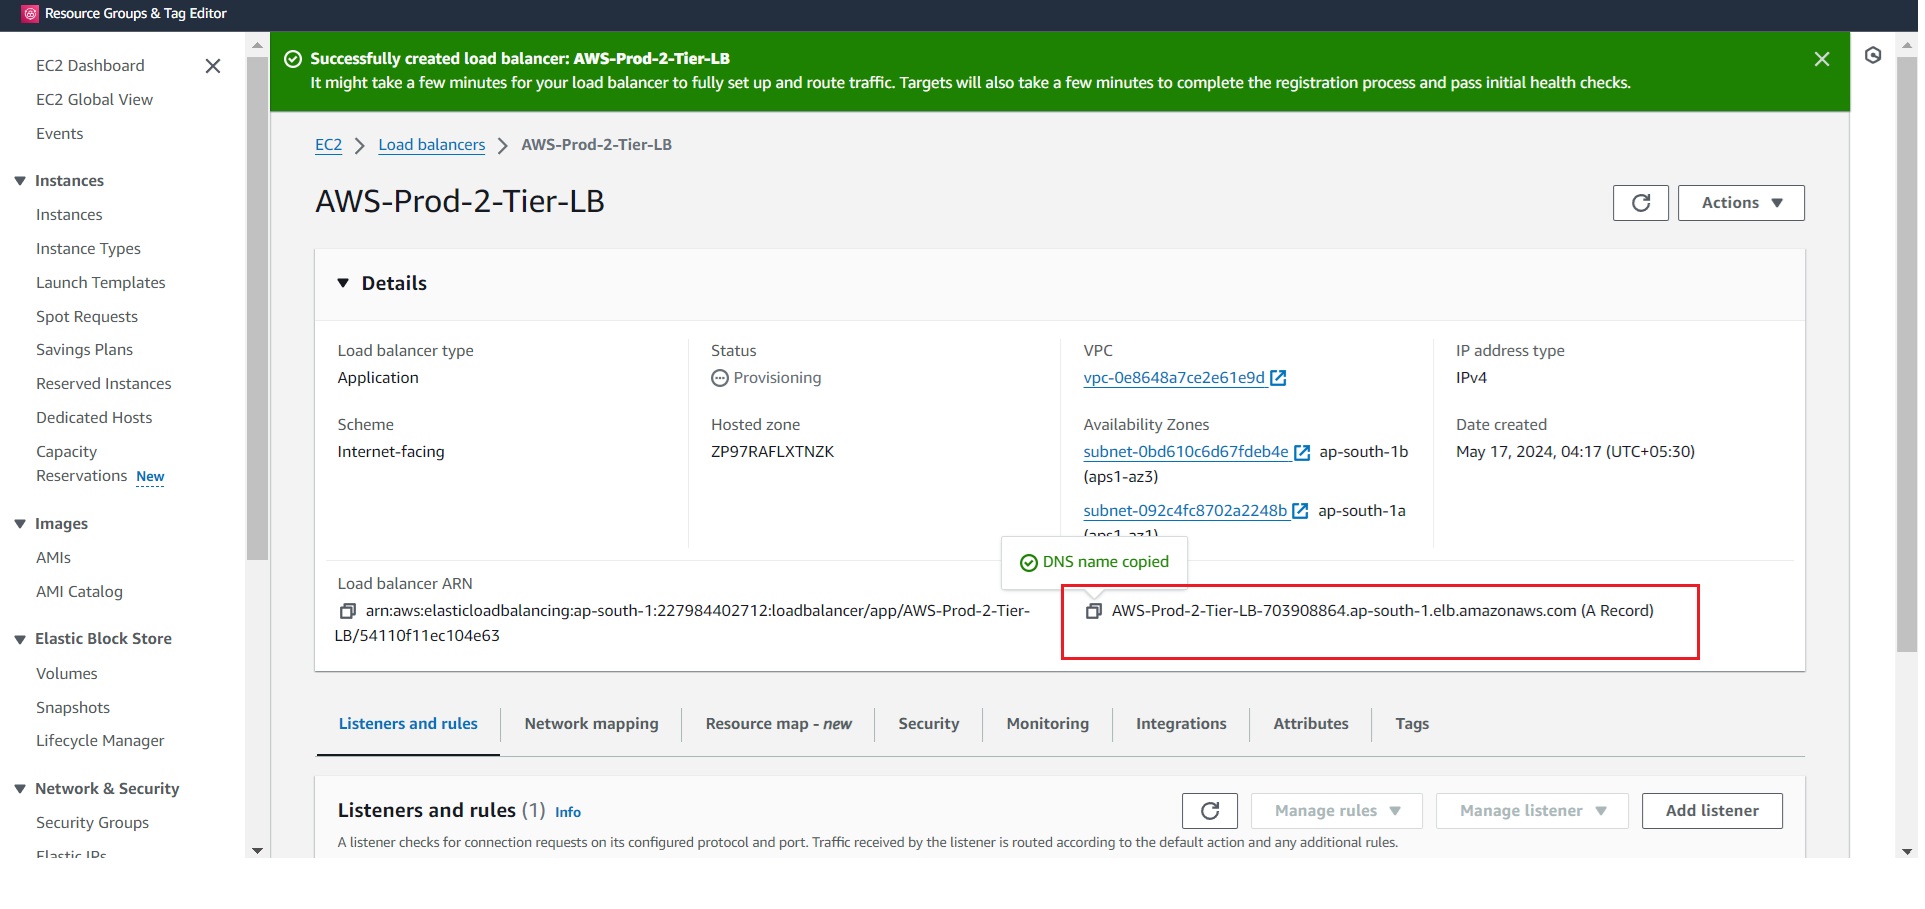 Resource Groups & Tag Editor
EC2 Dashboard
EC2 Global View
Events
Instances
Instances
Instance Types
Launch Templates
Spot Requests
Savings Plans
Reserved Instances
Dedicated Hosts
Capacity
Reservations New
Images
AMIs
AMI Catalog
Elastic Block Store
Volumes
Snapshots
Lifecycle Manager
Network & Security
Security Groups
Elastic IPs
Successfully created load balancer: AWS-Prod-2-Tier-LB
It might take a few minutes for your load balancer to fully set up and route traffic. Targets will also take a few minutes to complete the registration process and pass initial health checks.
EC2 > Load balancers > AWS-Prod-2-Tier-LB
AWS-Prod-2-Tier-LB
Actions
Details
Load balancer type
Application
Scheme
Internet-facing
Status
Provisioning
Hosted zone
ZP97RAFLXTNZK
VPC
vpc-0e8648a7ce2e61e9d
Availability Zones
subnet-0bd610c6d67fdeb4e ap-south-1b
(aps1-az3)
subnet-092c4fc8702a2248b ap-south-1a
(aps1-az1)
IP address type
IPv4
Date created
May 17, 2024, 04:17 (UTC+05:30)
DNS name copied
Load balancer ARN
arn:aws:elasticloadbalancing:ap-south-1:227984402712:loadbalancer/app/AWS-Prod-2-Tier-
LB/54110f11ec104e63
AWS-Prod-2-Tier-LB-703908864.ap-south-1.elb.amazonaws.com (A Record)
Listeners and rules
Network mapping
Resource map - new
Security
Monitoring
Integrations
Attributes
Tags
Listeners and rules (1) Info
Manage rules
Manage listener
Add listener
A listener checks for connection requests on its configured protocol and port. Traffic received by the listener is routed according to the default action and any additional rules.